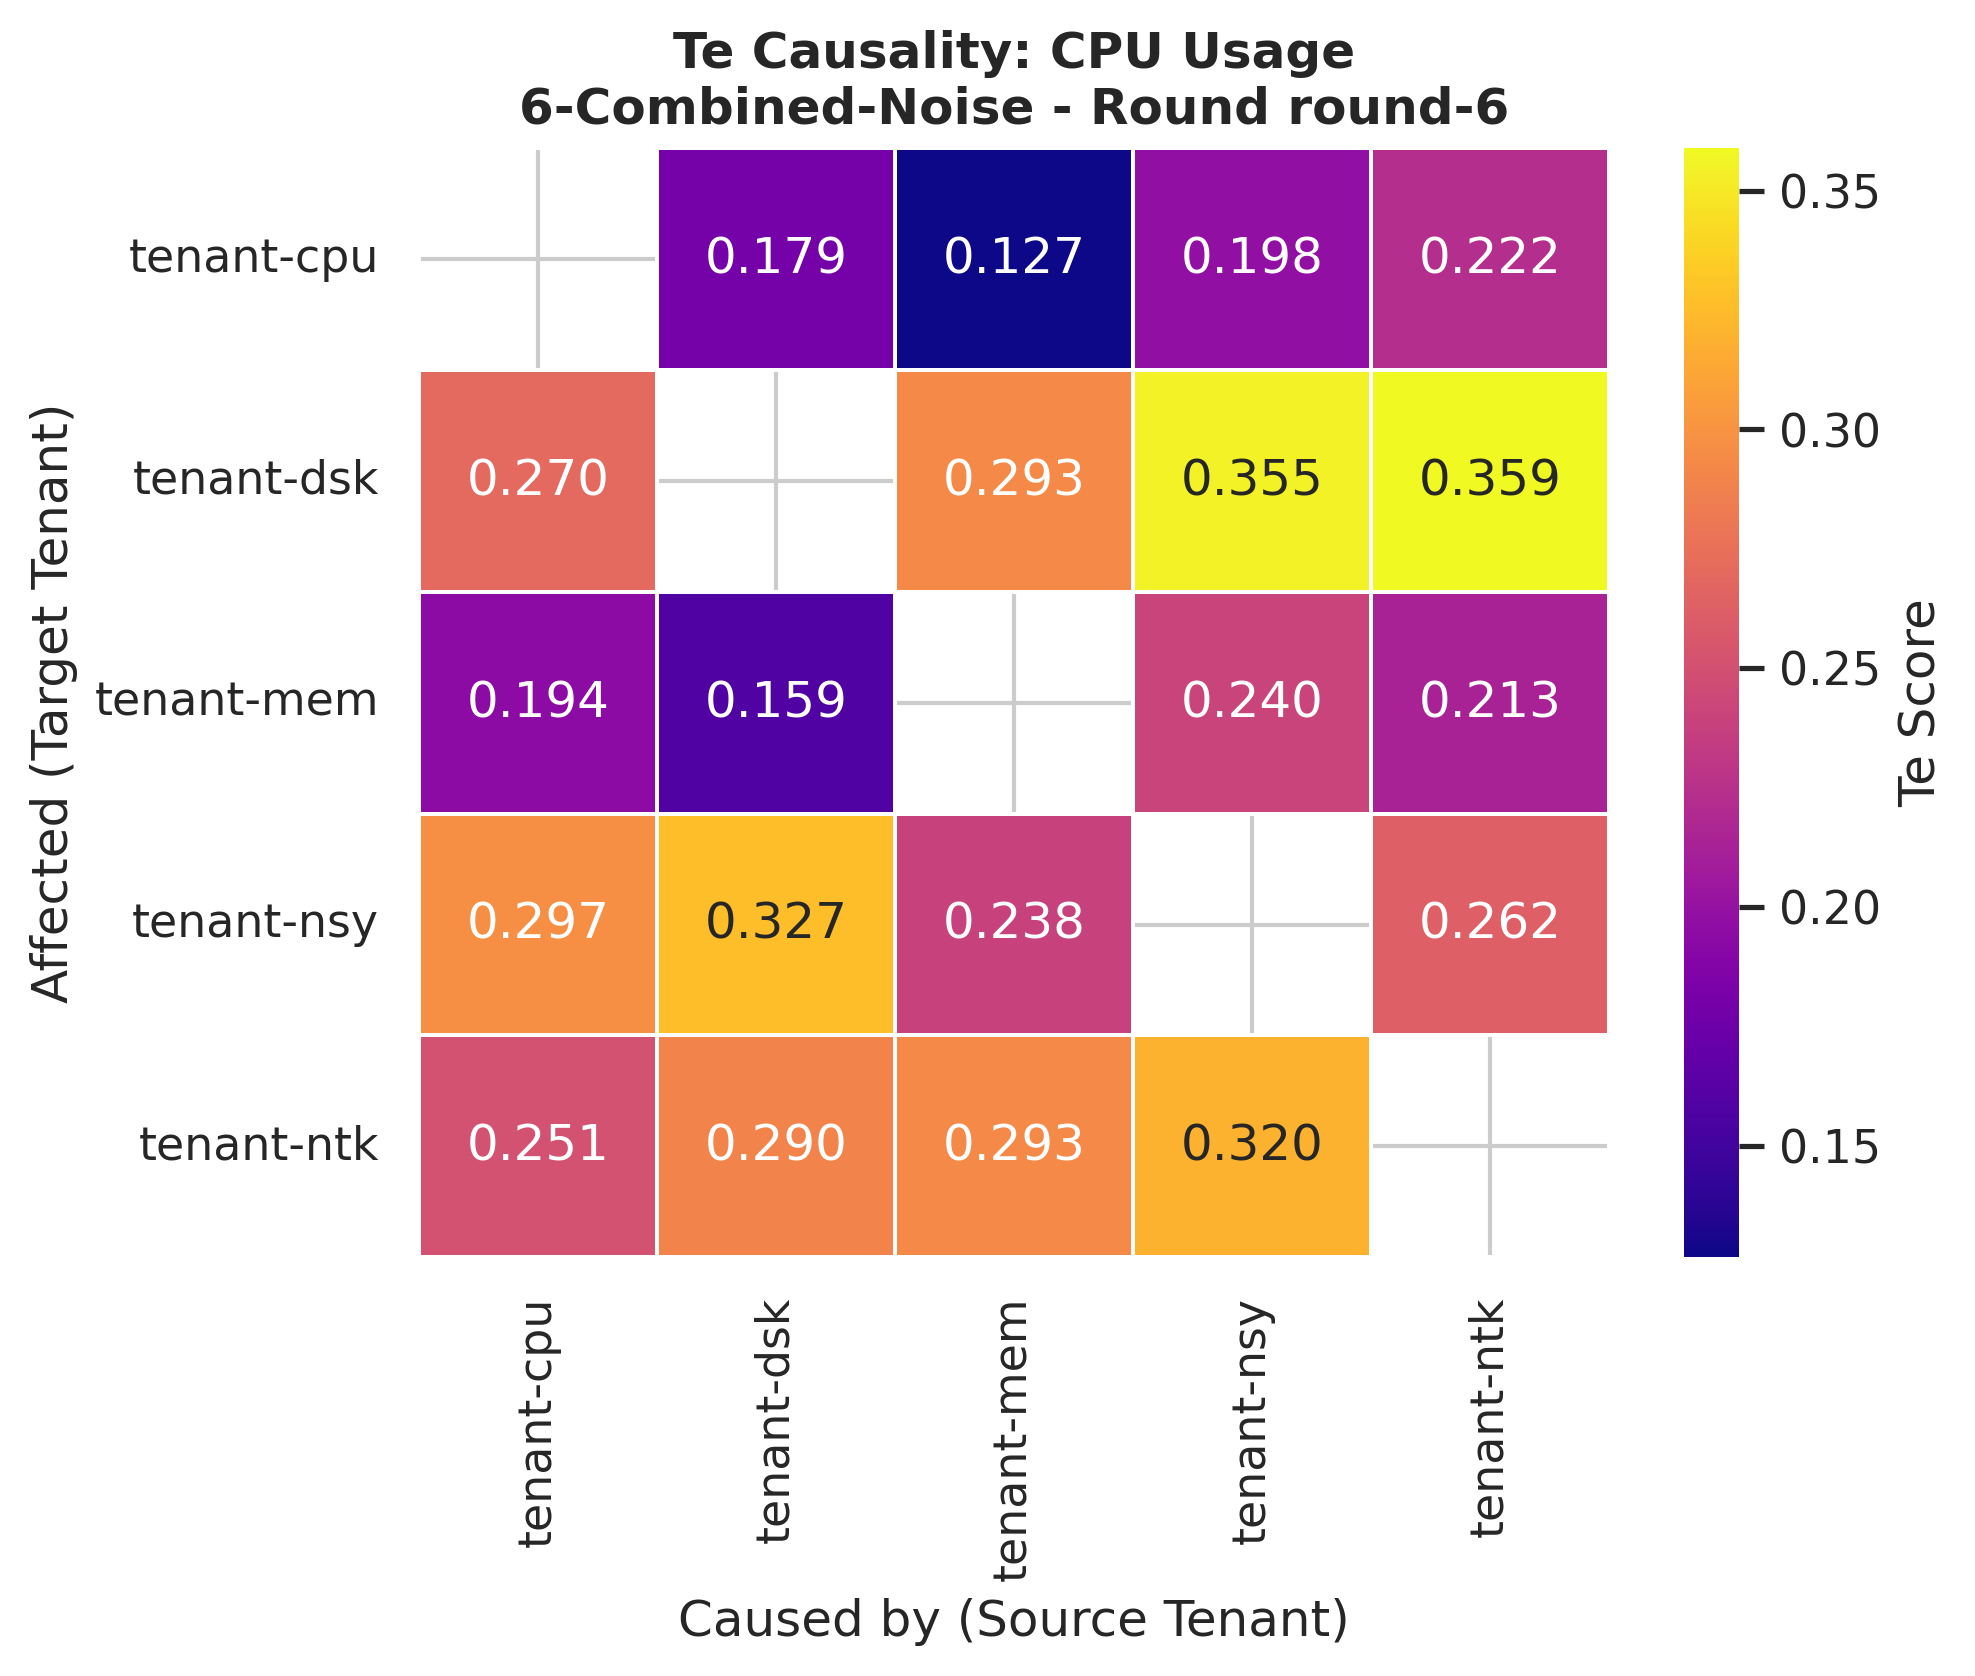 Te Causality: CPU Usage
6-Combined-Noise - Round round-6
tenant-cpu
0.179 0.127 0.198 0.222
tenant-dsk
0.270 0.293 0.355 0.359
tenant-mem
0.194 0.159 0.240 0.213
tenant-nsy
0.297 0.327 0.238 0.262
tenant-ntk
0.251 0.290 0.293 0.320
Affected (Target Tenant)
tenant-cpu
tenant-dsk
tenant-mem
tenant-nsy
tenant-ntk
Caused by (Source Tenant)
0.35
0.30
0.25
0.20
0.15
Te Score